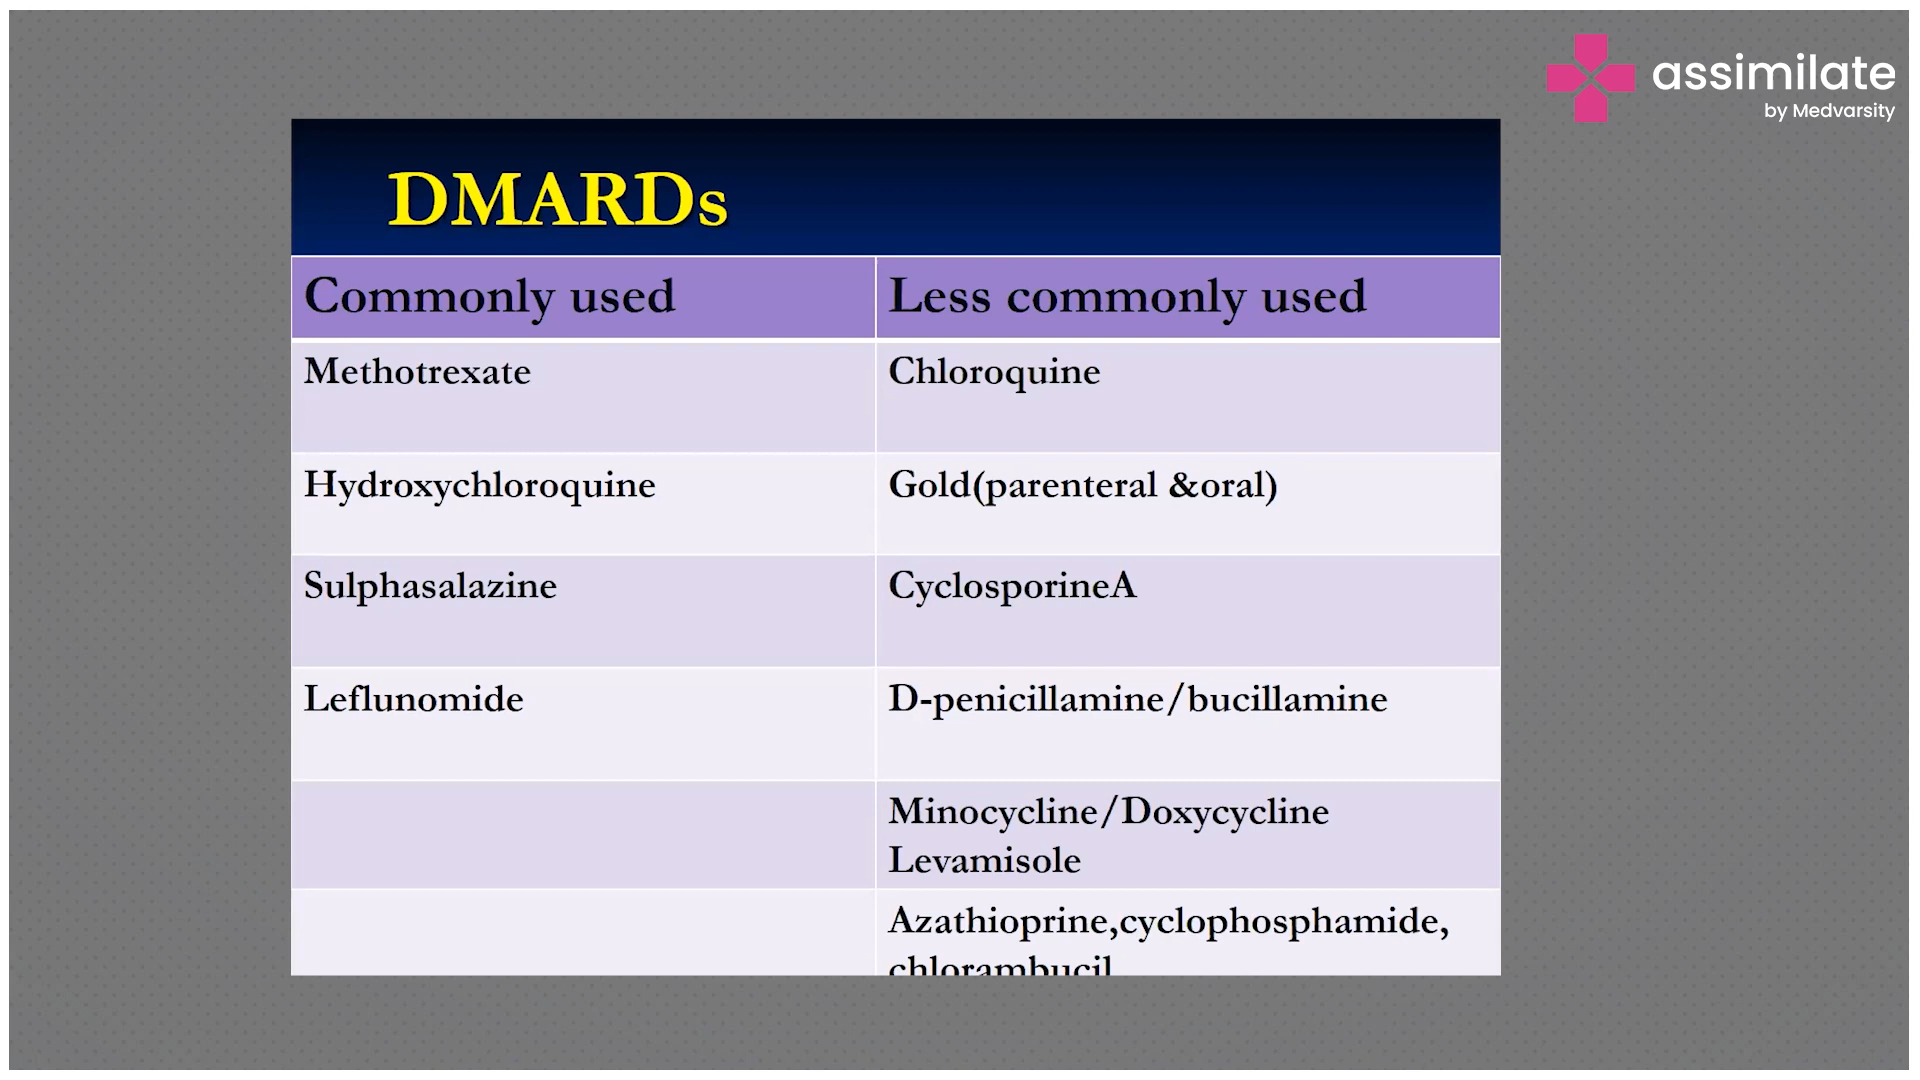 assimilate
by Medvarsity
DMARDs
Commonly used
Less commonly used
Methotrexate
Chloroquine
Hydroxychloroquine
Gold(parenteral &oral)
Sulphasalazine
CyclosporineA
Leflunomide
D-penicillamine/bucillamine
Minocycline/Doxycycline
Levamisole
Azathioprine,cyclophosphamide,
chlorambucil